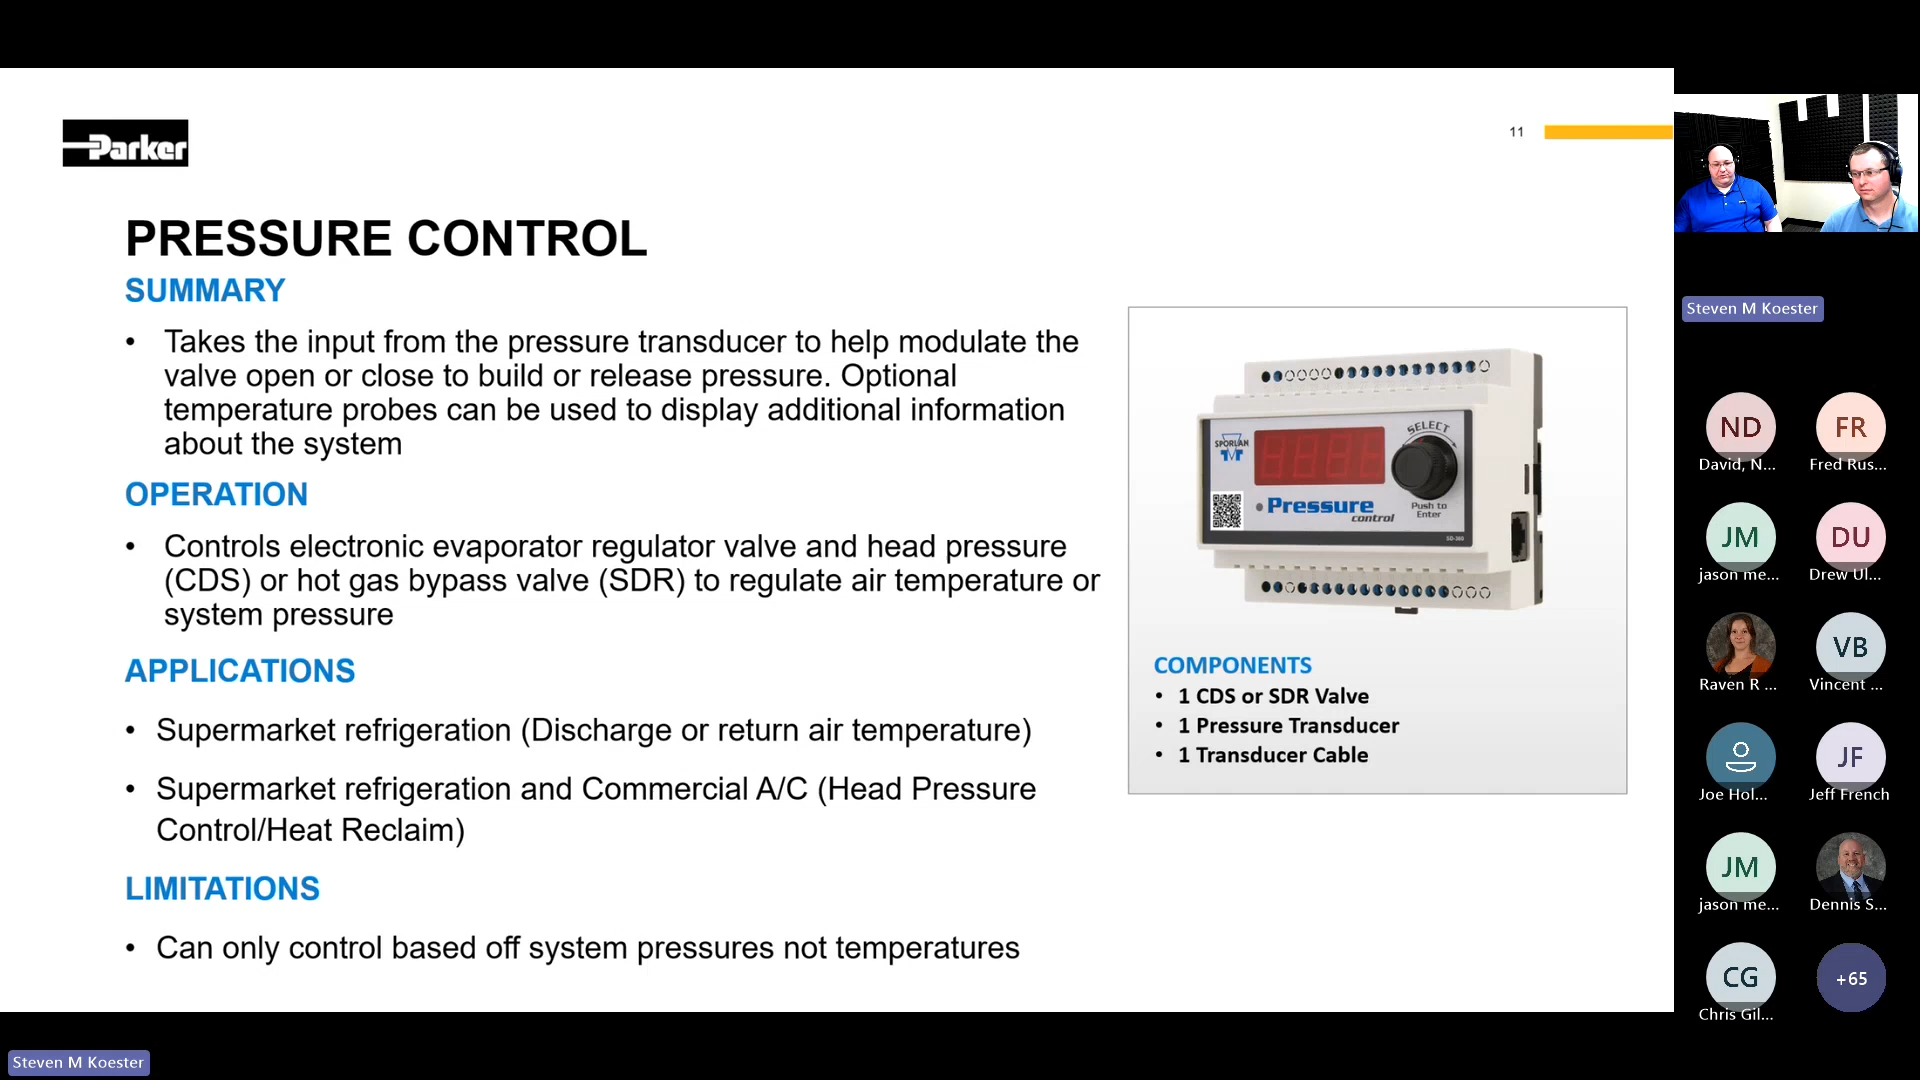 Parker
11
PRESSURE CONTROL
SUMMARY
• Takes the input from the pressure transducer to help modulate the
valve open or close to build or release pressure. Optional
temperature probes can be used to display additional information
about the system
OPERATION
• Controls electronic evaporator regulator valve and head pressure
(CDS) or hot gas bypass valve (SDR) to regulate air temperature or
system pressure
APPLICATIONS
• Supermarket refrigeration (Discharge or return air temperature)
• Supermarket refrigeration and Commercial A/C (Head Pressure
Control/Heat Reclaim)
LIMITATIONS
• Can only control based off system pressures not temperatures
SPORLAN
SELECT
Pressure
control
Push to
Enter
SD-360
COMPONENTS
• 1 CDS or SDR Valve
• 1 Pressure Transducer
• 1 Transducer Cable
Steven M Koester
ND
David, N...
FR
Fred Rus...
JM
jason me...
DU
Drew Ul...
Raven R ...
VB
Vincent ...
Joe Hol...
JF
Jeff French
JM
jason me...
Dennis S...
CG
Chris Gil...
+65
Steven M Koester